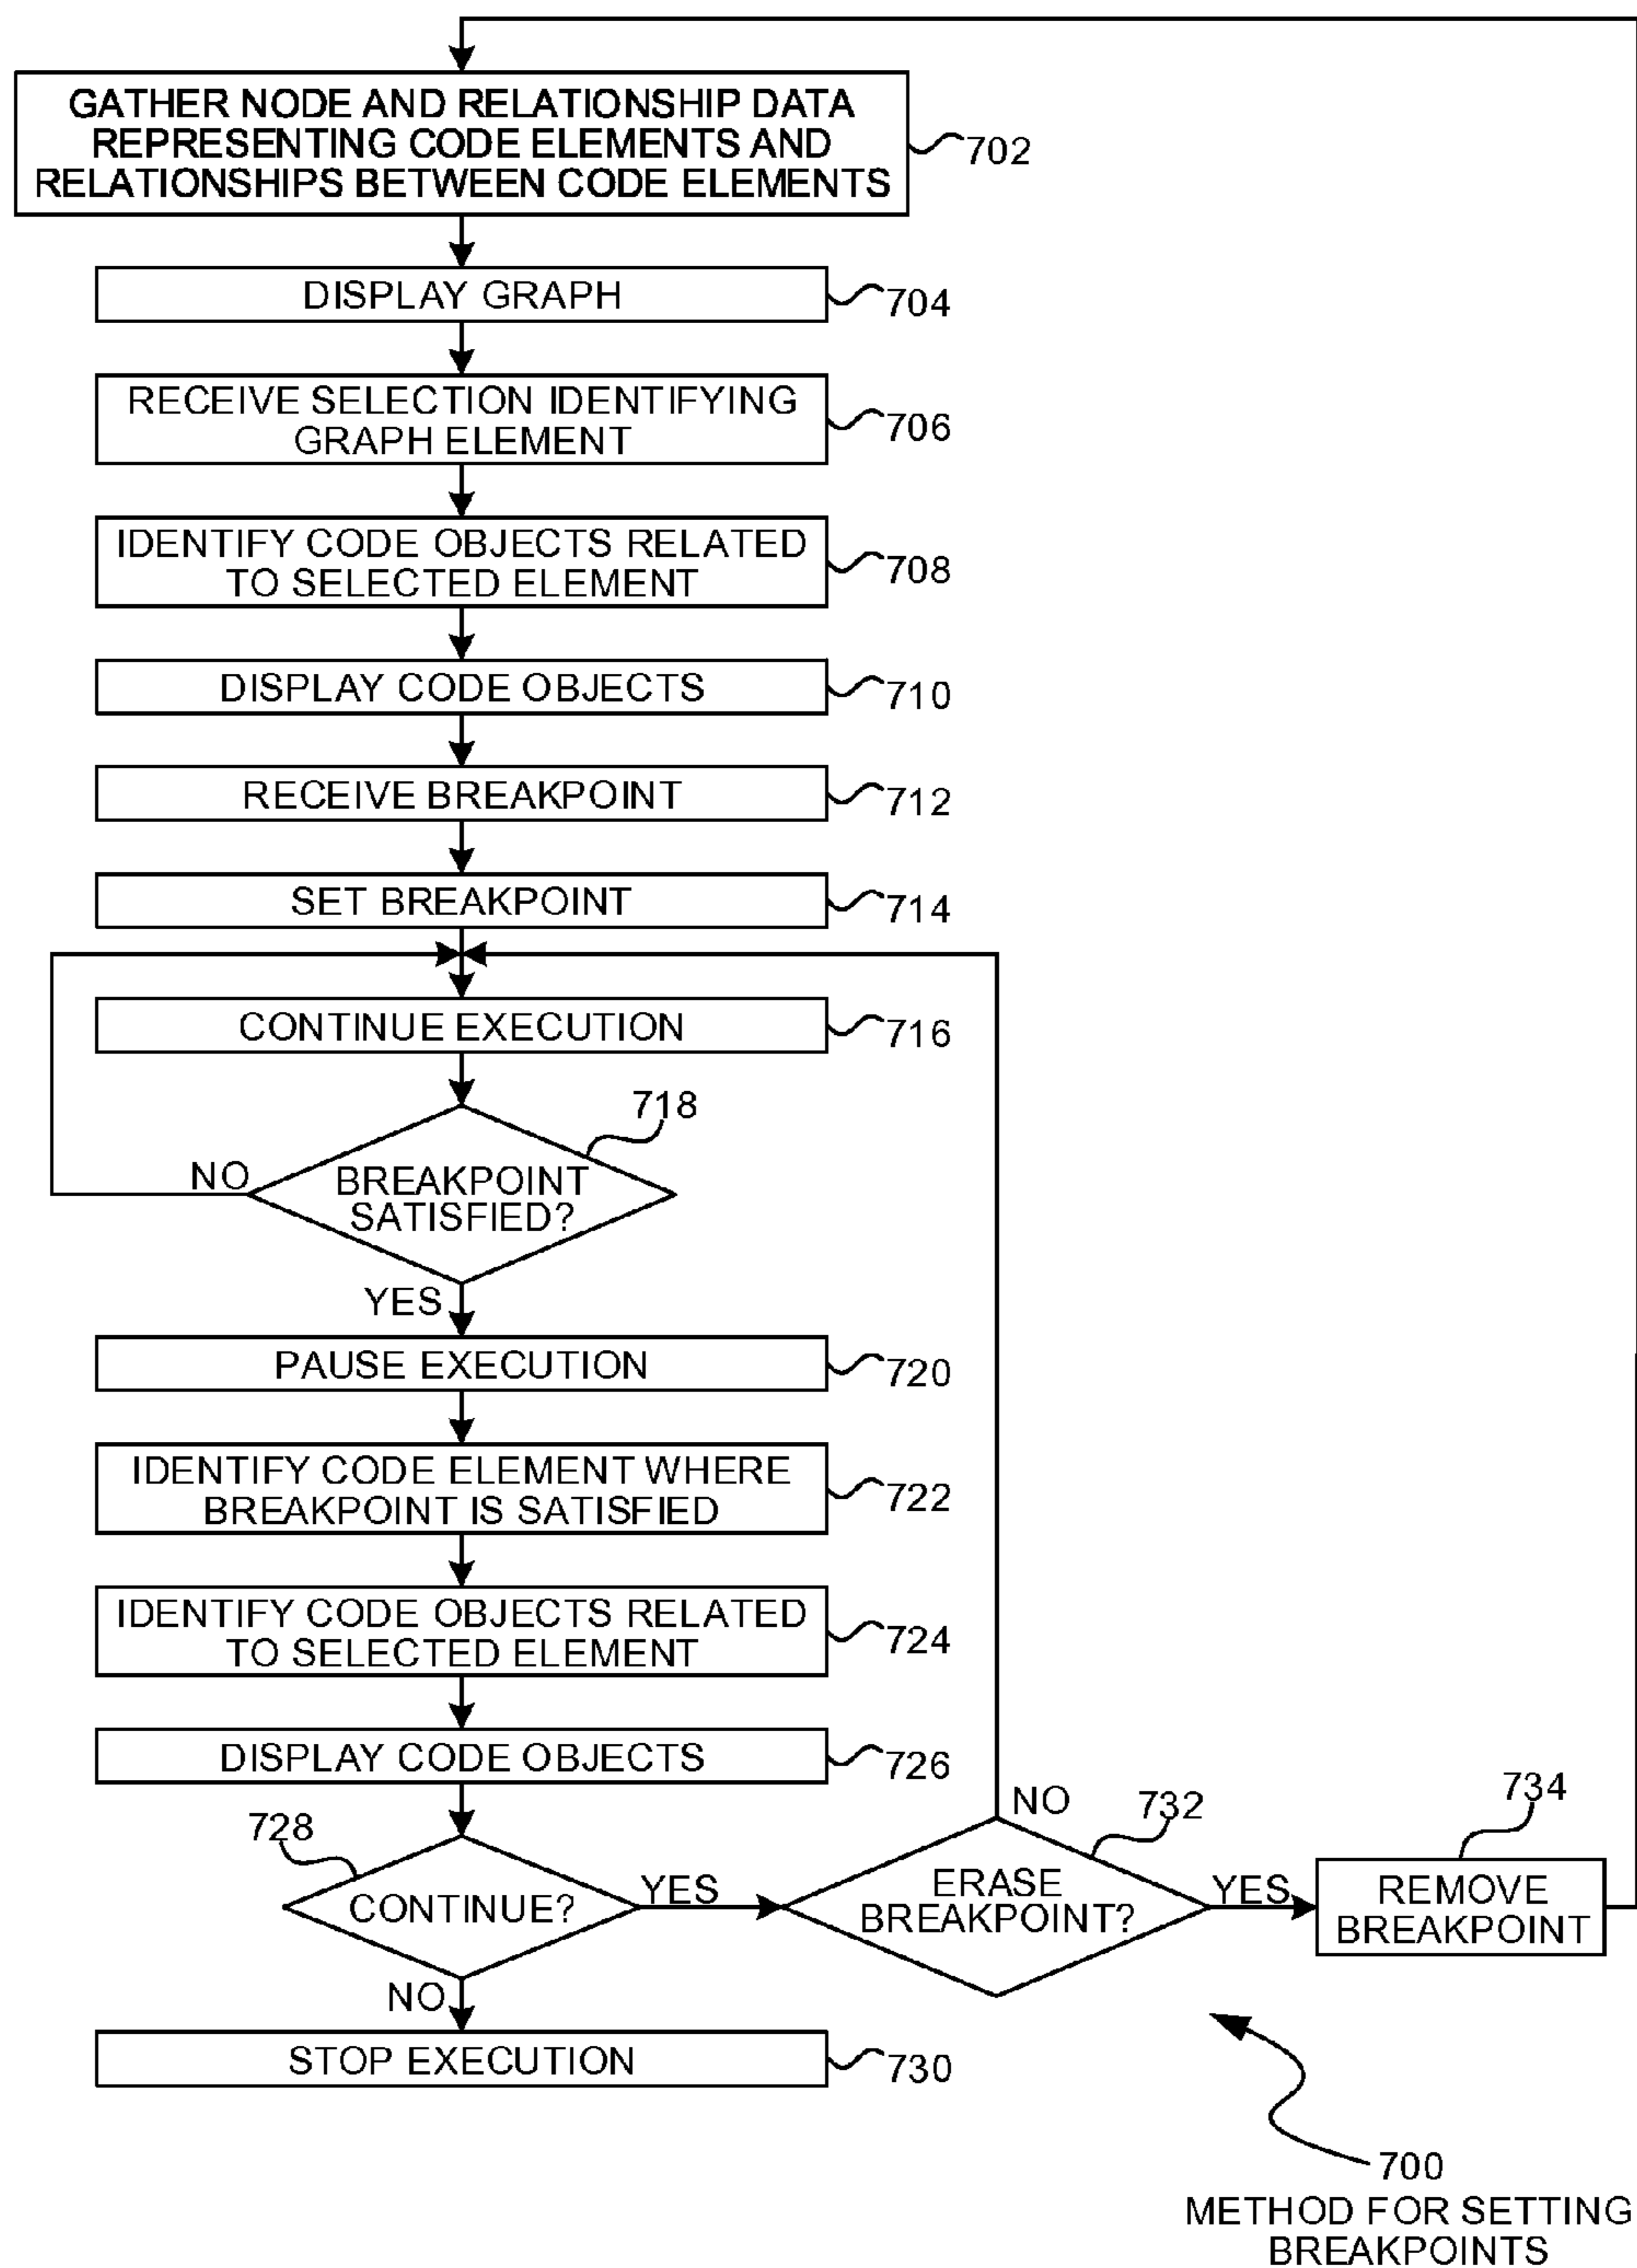 GATHER NODE AND RELATIONSHIP DATA
REPRESENTING CODE ELEMENTS AND
RELATIONSHIPS BETWEEN CODE ELEMENTS
702
DISPLAY GRAPH
704
RECEIVE SELECTION IDENTIFYING
GRAPH ELEMENT
706
IDENTIFY CODE OBJECTS RELATED
TO SELECTED ELEMENT
708
DISPLAY CODE OBJECTS
710
RECEIVE BREAKPOINT
712
SET BREAKPOINT
714
CONTINUE EXECUTION
716
718
NO
BREAKPOINT
SATISFIED?
YES
PAUSE EXECUTION
720
IDENTIFY CODE ELEMENT WHERE
BREAKPOINT IS SATISFIED
722
IDENTIFY CODE OBJECTS RELATED
TO SELECTED ELEMENT
724
DISPLAY CODE OBJECTS
726
728
CONTINUE?
YES
NO
732
ERASE
BREAKPOINT?
YES
734
REMOVE
BREAKPOINT
NO
STOP EXECUTION
730
700
METHOD FOR SETTING
BREAKPOINTS